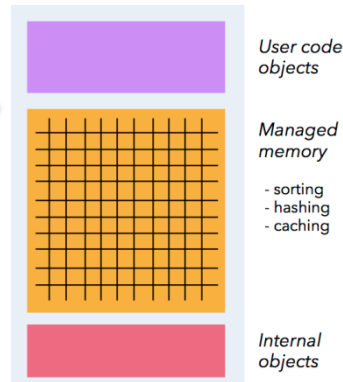 User code
objects
Managed
memory
- sorting
- hashing
- caching
Internal
objects